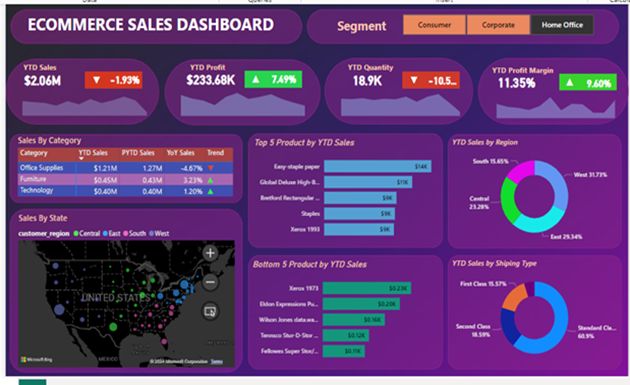 ECOMMERCE SALES DASHBOARD
Segment
Consumer
Corporate
Home Office
YTD Sales
$2.06M
▼ -1.93%
YTD Profit
$233.68K
▲ 7.49%
YTD Quantity
18.9K
▼ -10.5...
YTD Profit Margin
11.35%
▲ 9.60%
Sales By Category
Category YTD Sales PYTD Sales YoY Sales Trend
Office Supplies $1.21M 1.27M -4.67% ▼
Furniture $0.45M 0.43M 3.23% ▲
Technology $0.40M 0.40M 1.20% ▲
Sales By State
customer_region Central East South West
UNITED STATES
MEXICO
Microsoft Bing
© 2024 Microsoft Corporation Terms
Top 5 Product by YTD Sales
Easy-staple paper $14K
Global Deluxe High-B... $11K
Bretford Rectangular ... $9K
Staples $9K
Xerox 1993 $9K
Bottom 5 Product by YTD Sales
Xerox 1973 $0.23K
Eldon Expressions Pu... $0.20K
Wilson Jones data.wa... $0.16K
Tennsco Stur-D-Stor ... $0.12K
Fellowes Super Stor/... $0.11K
YTD Sales by Region
South 15.65%
West 31.73%
Central
23.28%
East 29.34%
YTD Sales by Shiping Type
First Class 15.57%
Second Class
18.59%
Standard Cla...
60.9%